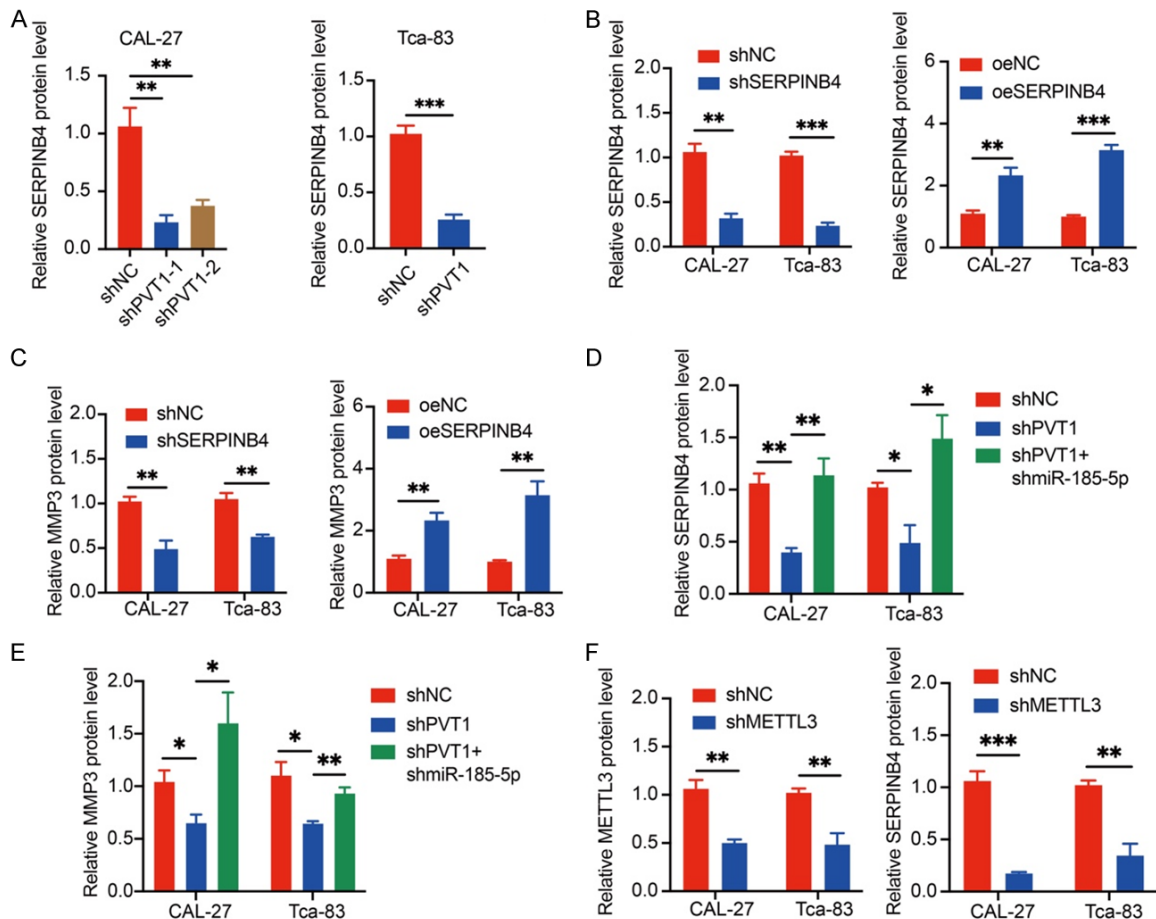 A
CAL-27
Relative SERPINB4 protein level
1.5
1.0
0.5
0.0
**
**
shNC
shPVT1-1
shPVT1-2
Tca-83
Relative SERPINB4 protein level
1.5
1.0
0.5
0.0
***
shNC
shPVT1
B
Relative SERPINB4 protein level
2.0
1.5
1.0
0.5
0.0
shNC
shSERPINB4
**
***
CAL-27
Tca-83
Relative SERPINB4 protein level
6
4
2
0
oeNC
oeSERPINB4
**
***
CAL-27
Tca-83
C
Relative MMP3 protein level
2.0
1.5
1.0
0.5
0.0
shNC
shSERPINB4
**
**
CAL-27
Tca-83
Relative MMP3 protein level
6
4
2
0
oeNC
oeSERPINB4
**
**
CAL-27
Tca-83
D
Relative SERPINB4 protein level
2.0
1.5
1.0
0.5
0.0
**
**
*
*
CAL-27
Tca-83
shNC
shPVT1
shPVT1+
shmiR-185-5p
E
Relative MMP3 protein level
2.0
1.5
1.0
0.5
0.0
*
*
*
**
CAL-27
Tca-83
shNC
shPVT1
shPVT1+
shmiR-185-5p
F
Relative METTL3 protein level
2.0
1.5
1.0
0.5
0.0
shNC
shMETTL3
**
**
CAL-27
Tca-83
Relative SERPINB4 protein level
2.0
1.5
1.0
0.5
0.0
shNC
shMETTL3
***
**
CAL-27
Tca-83